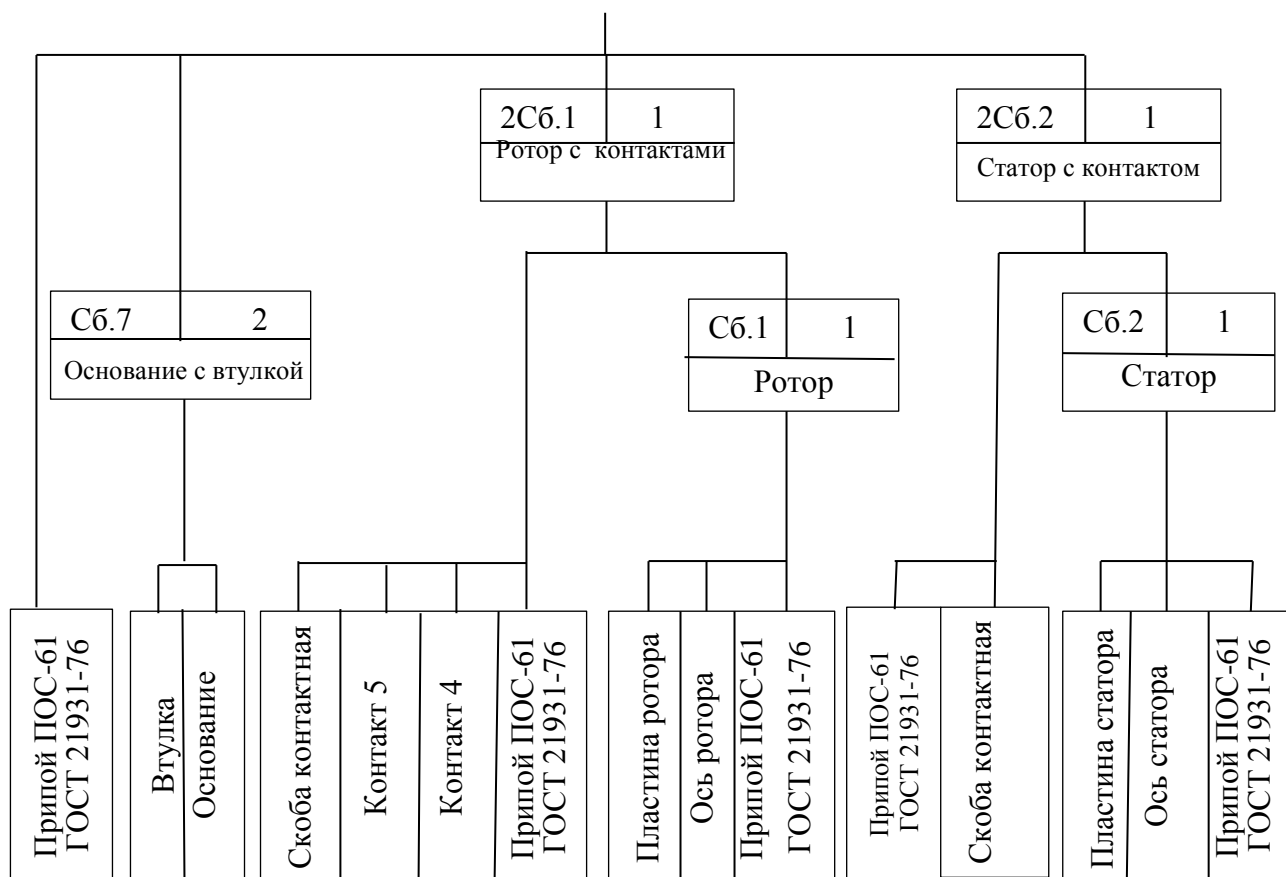 2Сб.1 1
Ротор с контактами
2Сб.2 1
Статор с контактом
Сб.7 2
Основание с втулкой
Сб.1 1
Ротор
Сб.2 1
Статор
Припой ПОС-61
ГОСТ 21931-76
Втулка
Основание
Скоба контактная
Контакт 5
Контакт 4
Припой ПОС-61
ГОСТ 21931-76
Пластина ротора
Ось ротора
Припой ПОС-61
ГОСТ 21931-76
Припой ПОС-61
ГОСТ 21931-76
Скоба контактная
Пластина статора
Ось статора
Припой ПОС-61
ГОСТ 21931-76